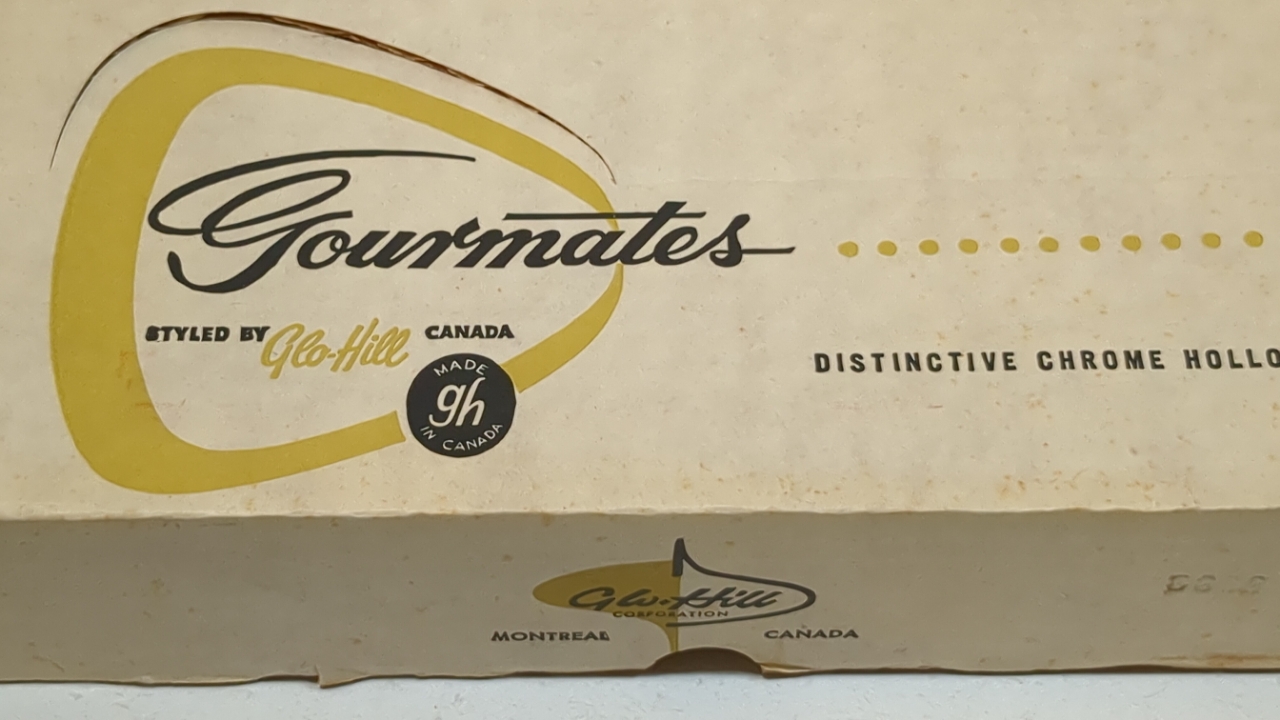 Gourmates
STYLED BY Glo-Hill CANADA
MADE
gh
IN CANADA
DISTINCTIVE CHROME HOLLO
Glo-Hill
CORPORATION
MONTREAL CANADA